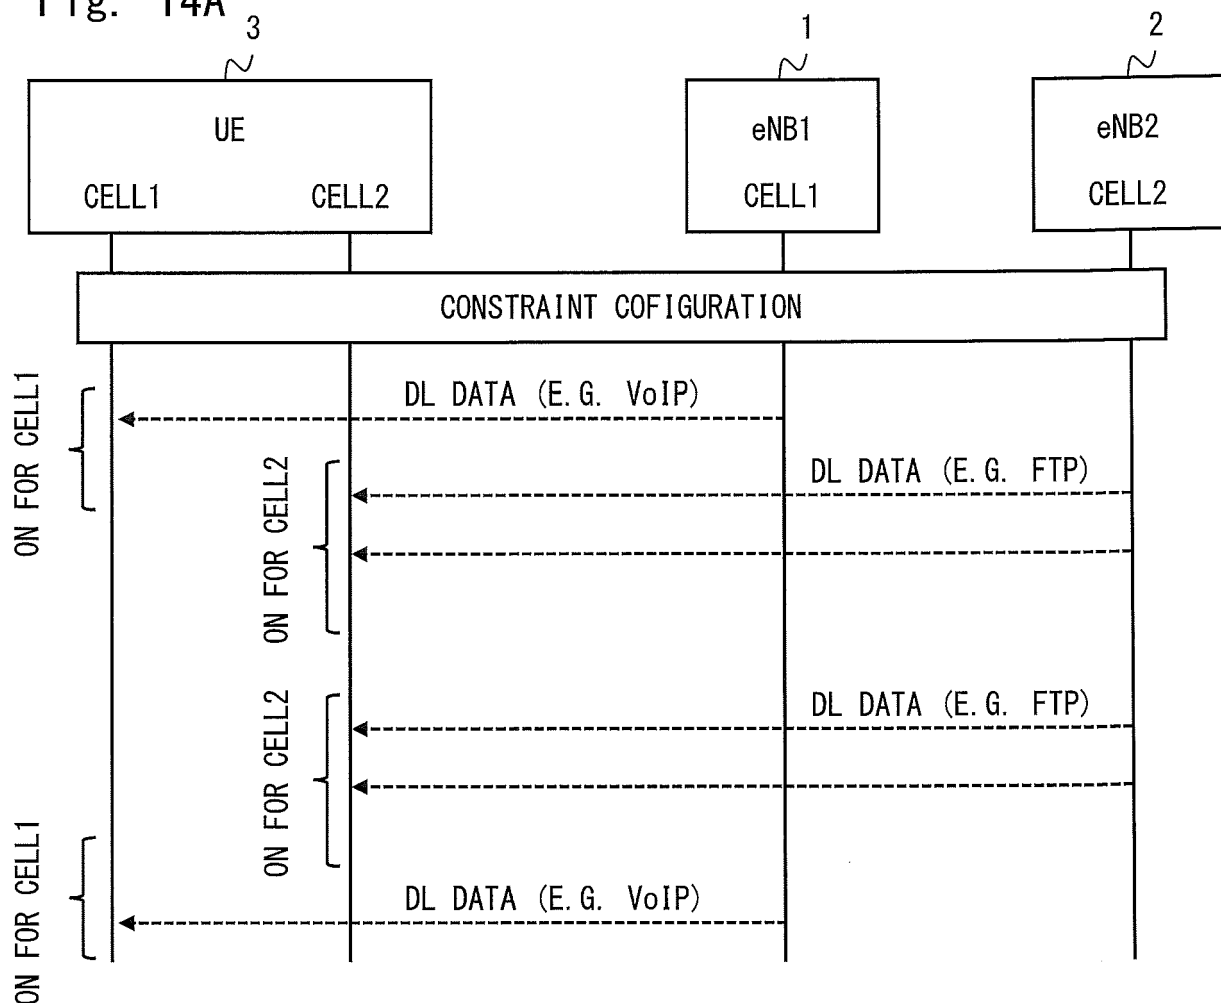 Fig. 14A
3
1
2
UE
eNB1
eNB2
CELL1
CELL2
CELL1
CELL2
CONSTRAINT COFIGURATION
ON FOR CELL1
DL DATA (E.G. VoIP)
ON FOR CELL2
DL DATA (E.G. FTP)
ON FOR CELL2
DL DATA (E.G. FTP)
ON FOR CELL1
DL DATA (E.G. VoIP)